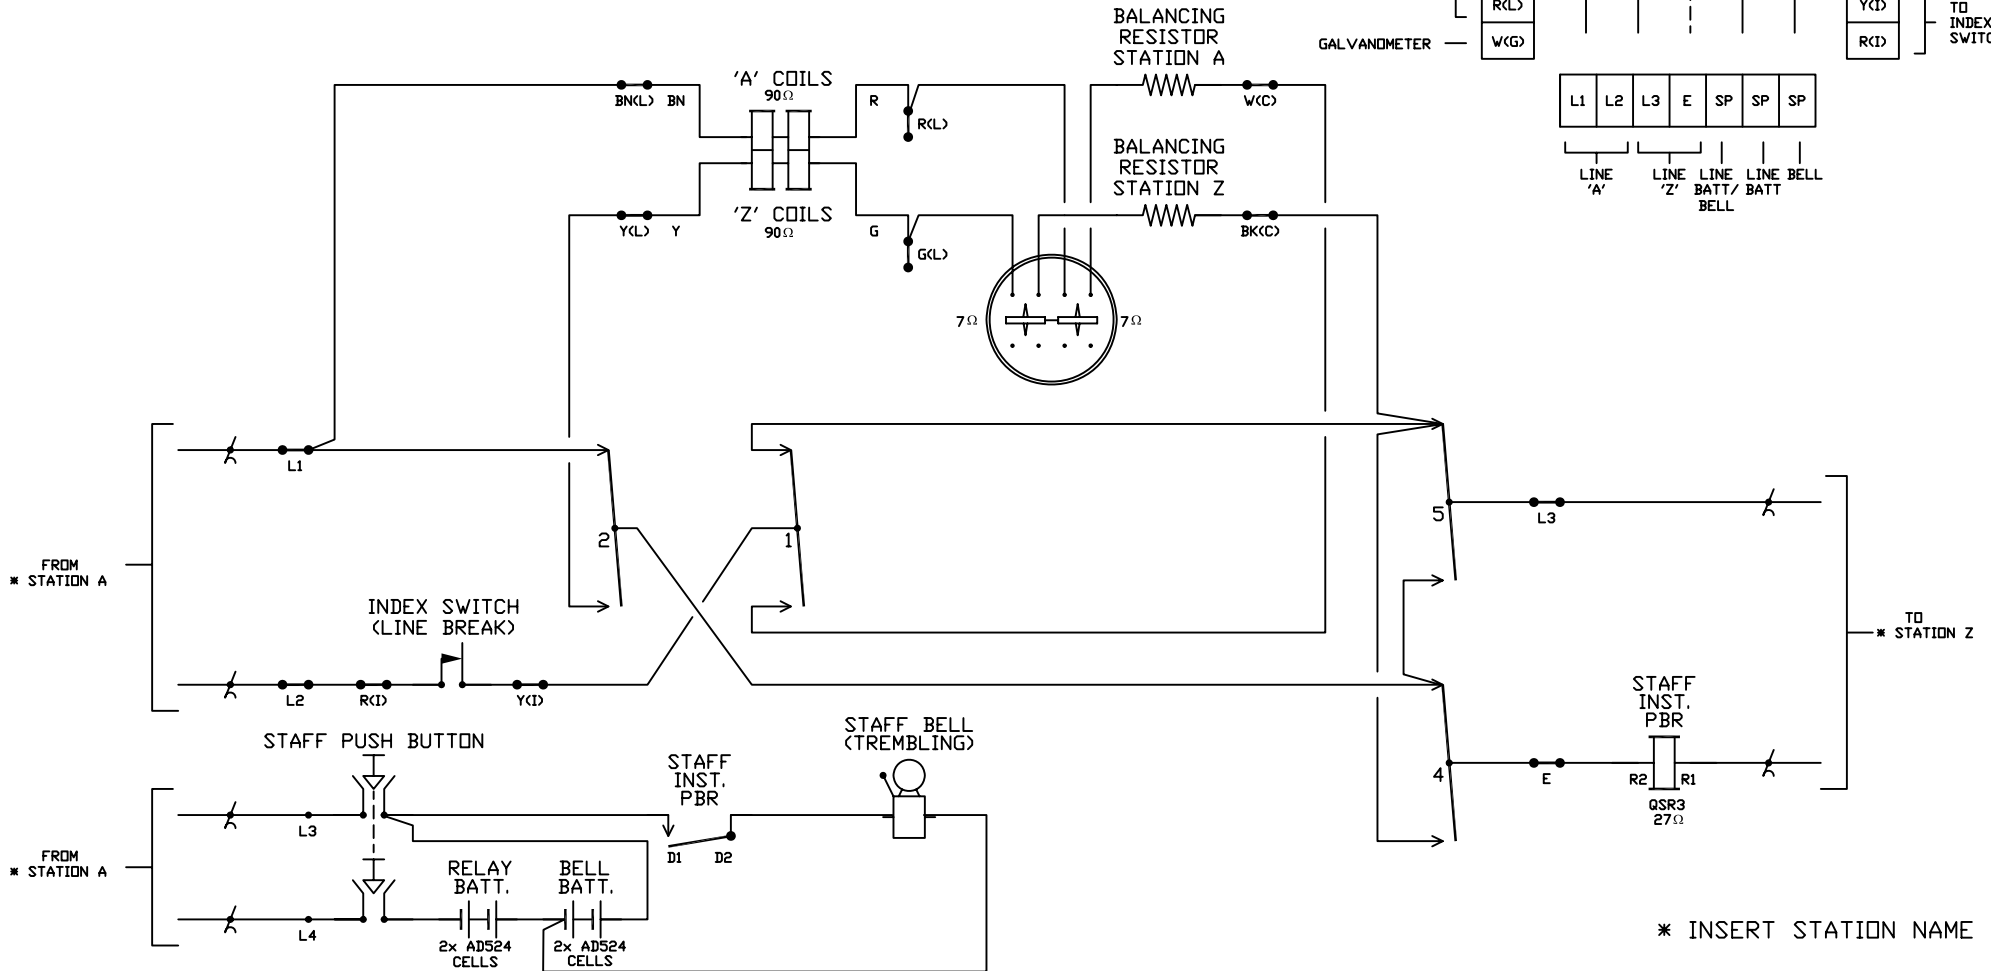 BALANCING
RESISTOR
STATION A
R(L)
W(G)
GALVANOMETER
Y(I)
R(I)
TO
INDEX
'A' COILS
90Ω
BN(L) BN
R
R(L)
W(C)
L1 L2 L3 E SP SP SP
LINE
'A'
LINE
'Z'
LINE
BATT/
BELL
LINE
BATT
BELL
BALANCING
RESISTOR
STATION Z
'Z' COILS
90Ω
Y(L) Y
G
G(L)
BK(C)
7Ω
7Ω
L1
2
1
5
L3
FROM
* STATION A
INDEX SWITCH
(LINE BREAK)
L2
R(I)
Y(I)
TO
* STATION Z
STAFF
INST.
PBR
4
E
R2
R1
QSR3
27Ω
STAFF PUSH BUTTON
STAFF BELL
(TREMBLING)
STAFF
INST.
PBR
L3
D1
D2
FROM
* STATION A
RELAY
BATT.
BELL
BATT.
L4
2x AD524
CELLS
2x AD524
CELLS
* INSERT STATION NAME